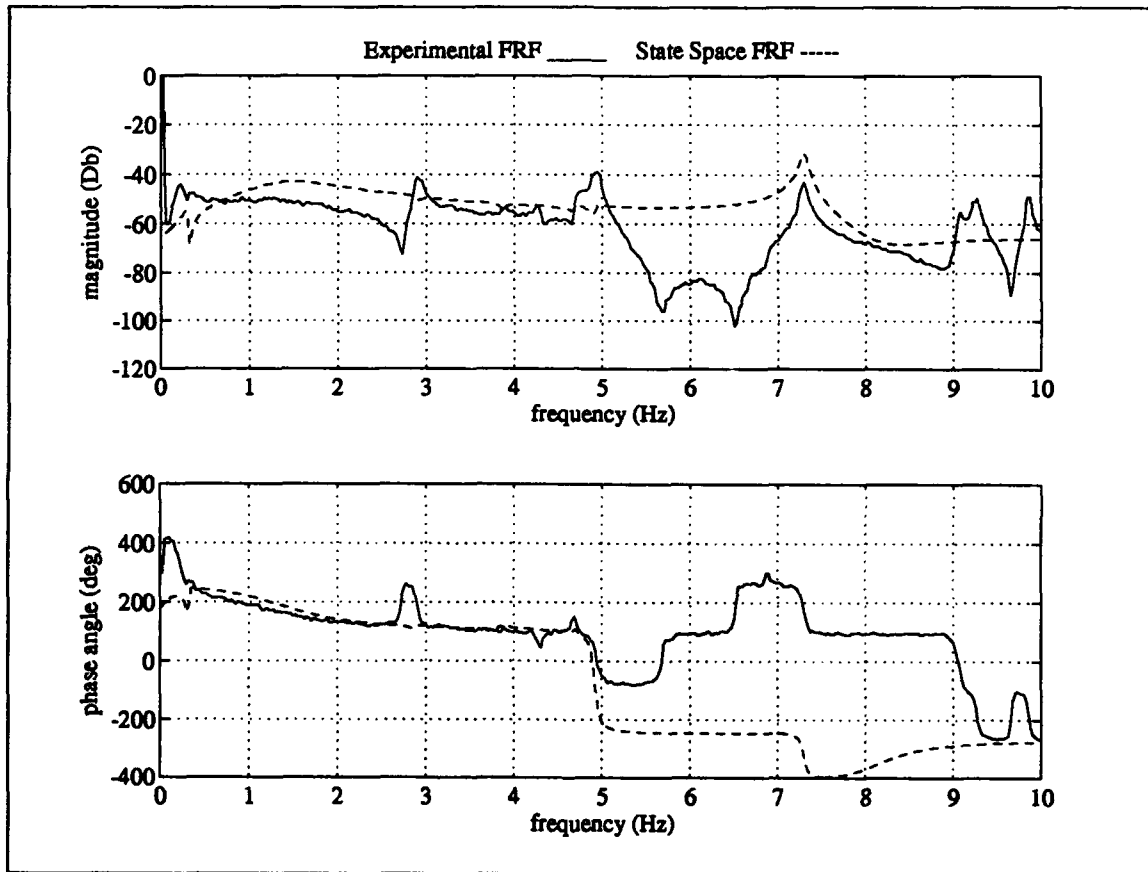 Experimental FRF _____ State Space FRF -----
0
-20
-40
-60
-80
-100
-120
magnitude (Db)
0 1 2 3 4 5 6 7 8 9 10
frequency (Hz)
600
400
200
0
-200
-400
phase angle (deg)
0 1 2 3 4 5 6 7 8 9 10
frequency (Hz)